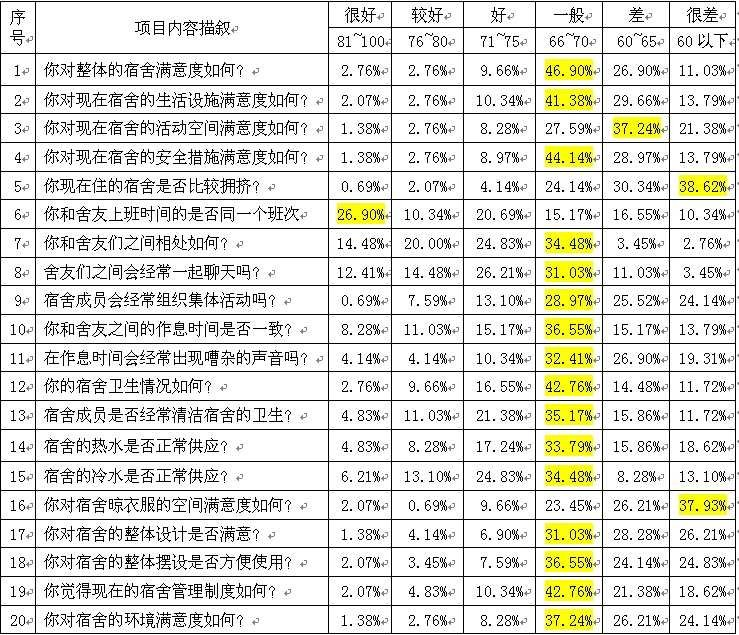 序号 项目内容描叙 很好 较好 好 一般 差 很差
81~100 76~80 71~75 66~70 60~65 60以下
1 你对整体的宿舍满意度如何? 2.76% 2.76% 9.66% 46.90% 26.90% 11.03%
2 你对现在宿舍的生活设施满意度如何? 2.07% 2.76% 10.34% 41.38% 29.66% 13.79%
3 你对现在宿舍的活动空间满意度如何? 1.38% 2.76% 8.28% 27.59% 37.24% 21.38%
4 你对现在宿舍的安全措施满意度如何? 1.38% 2.76% 8.97% 44.14% 28.97% 13.79%
5 你现在住的宿舍是否比较拥挤? 0.69% 2.07% 4.14% 24.14% 30.34% 38.62%
6 你和舍友上班时间的是否同一个班次 26.90% 10.34% 20.69% 15.17% 16.55% 10.34%
7 你和舍友们之间相处如何? 14.48% 20.00% 24.83% 34.48% 3.45% 2.76%
8 舍友们之间会经常一起聊天吗? 12.41% 14.48% 26.21% 31.03% 11.03% 3.45%
9 宿舍成员会经常组织集体活动吗? 0.69% 7.59% 13.10% 28.97% 25.52% 24.14%
10 你和舍友之间的作息时间是否一致? 8.28% 11.03% 15.17% 36.55% 15.17% 13.79%
11 在作息时间会经常出现嘈杂的声音吗? 4.14% 4.14% 10.34% 32.41% 26.90% 19.31%
12 你的宿舍卫生情况如何? 2.76% 9.66% 16.55% 42.76% 14.48% 11.72%
13 宿舍成员是否经常清洁宿舍的卫生? 4.83% 11.03% 21.38% 35.17% 15.86% 11.72%
14 宿舍的热水是否正常供应? 4.83% 8.28% 17.24% 33.79% 15.86% 18.62%
15 宿舍的冷水是否正常供应? 6.21% 13.10% 24.83% 34.48% 8.28% 13.10%
16 你对宿舍晾衣服的空间满意度如何? 2.07% 0.69% 9.66% 23.45% 26.21% 37.93%
17 你对宿舍的整体设计是否满意? 1.38% 4.14% 6.90% 31.03% 28.28% 26.21%
18 你对宿舍的整体摆设是否方便使用? 2.07% 3.45% 7.59% 36.55% 24.14% 24.83%
19 你觉得现在的宿舍管理制度如何? 2.07% 4.83% 10.34% 42.76% 21.38% 18.62%
20 你对宿舍的环境满意度如何? 1.38% 2.76% 8.28% 37.24% 26.21% 24.14%